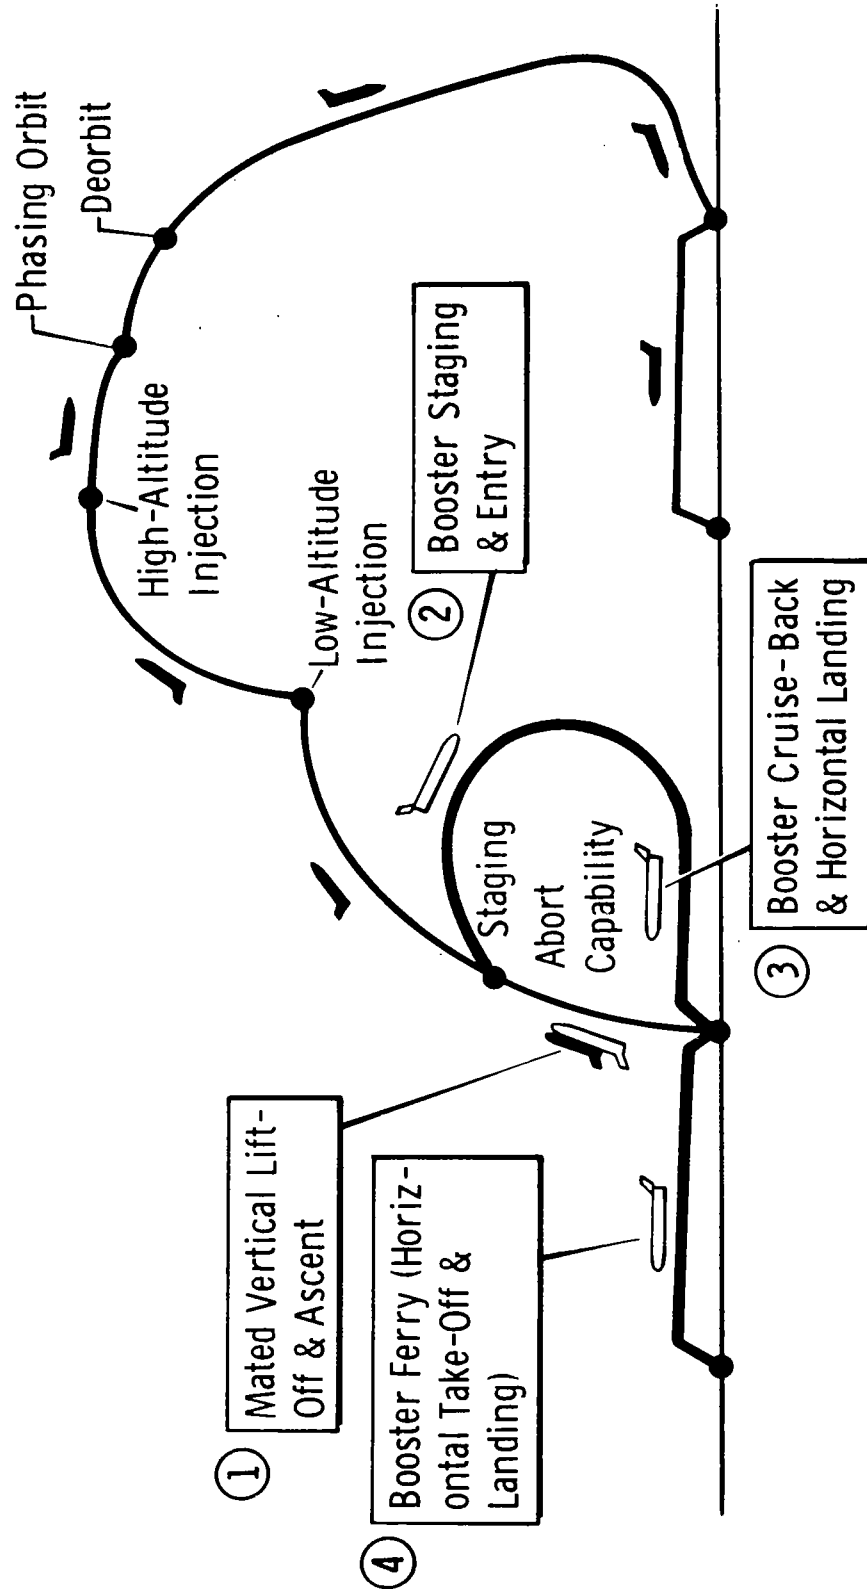 ①
Mated Vertical Lift-
Off & Ascent
④
Booster Ferry (Horiz-
ontal Take-Off &
Landing)
Staging
Abort
Capability
③
Booster Cruise-Back
& Horizontal Landing
②
Booster Staging
& Entry
Low-Altitude
Injection
High-Altitude
Injection
Phasing Orbit
Deorbit